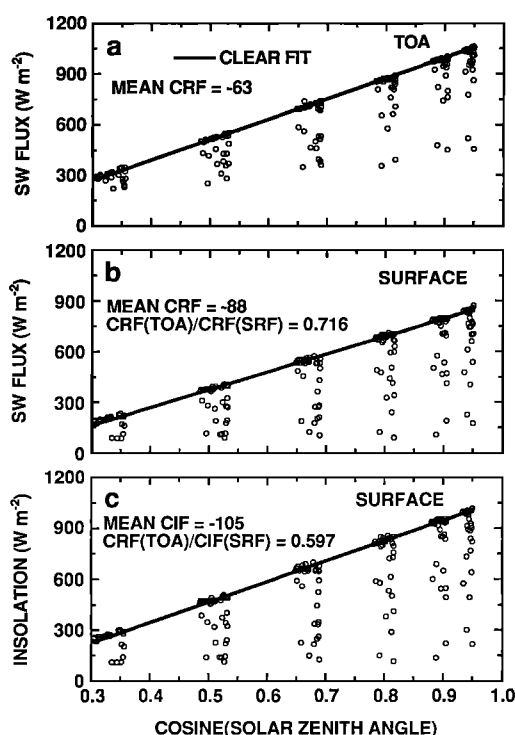 1200
a
CLEAR FIT
TOA
900
MEAN CRF = -63
600
300
0
SW FLUX (W m-2)
1200
b
SURFACE
900
MEAN CRF = -88
CRF(TOA)/CRF(SRF) = 0.716
600
300
0
SW FLUX (W m-2)
1200
c
SURFACE
900
MEAN CIF = -105
CRF(TOA)/CIF(SRF) = 0.597
600
300
0
INSOLATION (W m-2)
0.3 0.4 0.5 0.6 0.7 0.8 0.9 1.0
COSINE(SOLAR ZENITH ANGLE)